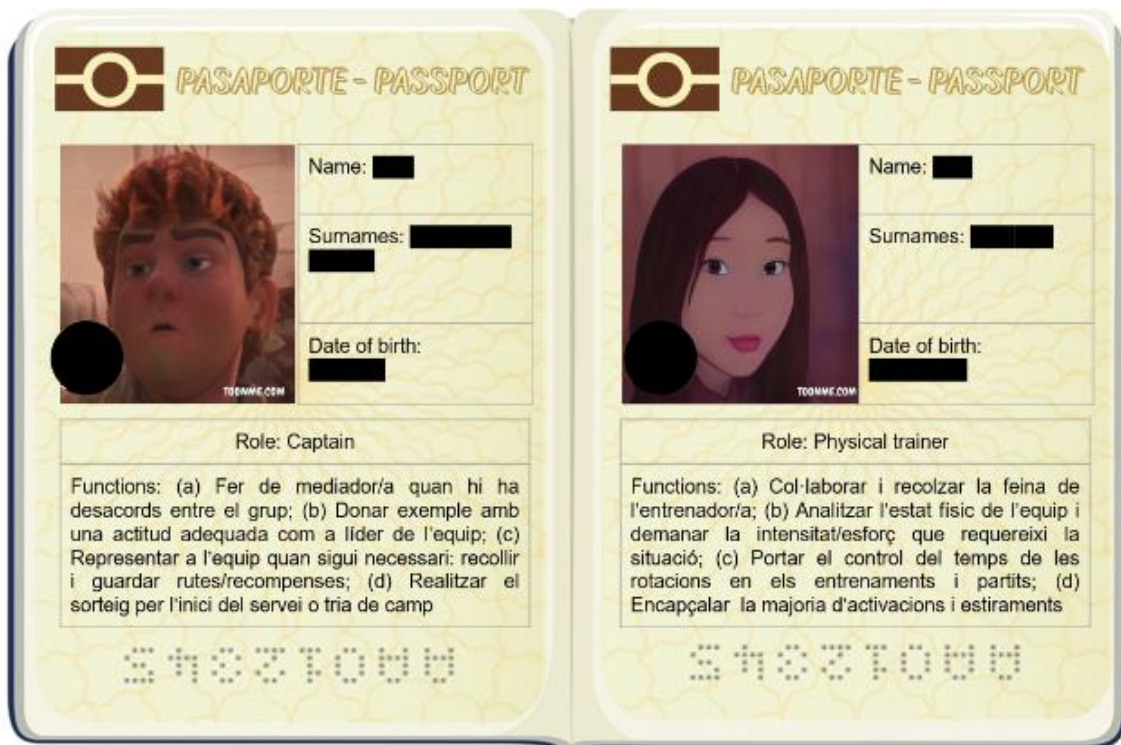 PASAPORTE - PASSPORT
Name:
Surnames:
Date of birth:
TOONME.COM
Role: Captain
Functions: (a) Fer de mediador/a quan hi ha
desacords entre el grup; (b) Donar exemple amb
una actitud adequada com a líder de l'equip; (c)
Representar a l'equip quan sigui necessari: recollir
i guardar rutes/recompenses; (d) Realitzar el
sorteig per l'inici del servei o tria de camp
PASAPORTE - PASSPORT
Name:
Surnames:
Date of birth:
TOONME.COM
Role: Physical trainer
Functions: (a) Col·laborar i recolzar la feina de
l'entrenador/a; (b) Analitzar l'estat físic de l'equip i
demanar la intensitat/esforç que requereixi la
situació; (c) Portar el control del temps de les
rotacions en els entrenaments i partits; (d)
Encapçalar la majoria d'activacions i estiraments